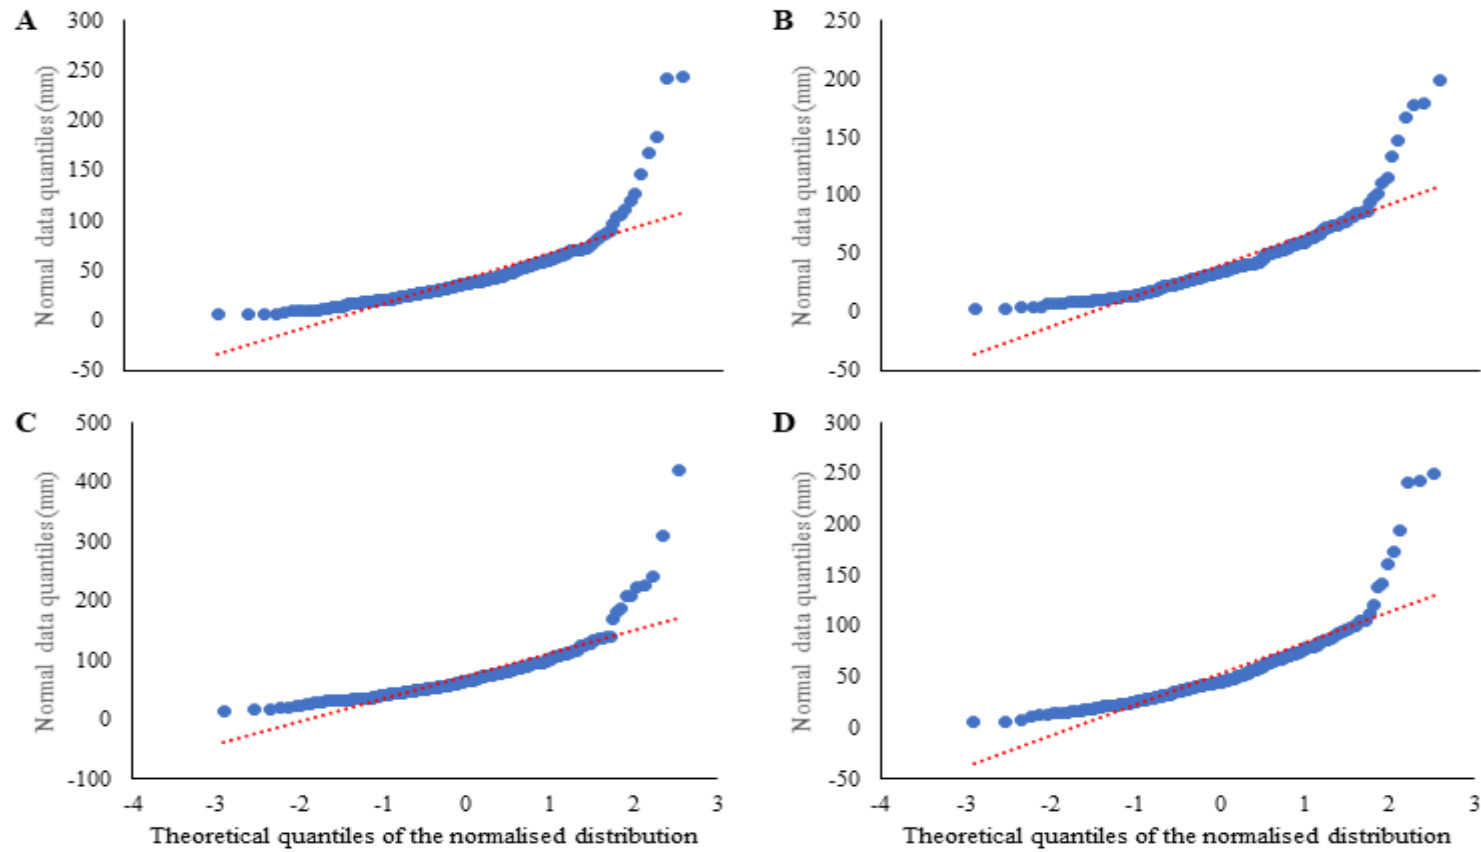 A
300
250
200
150
100
50
0
-50
Normal data quantiles (mm)
B
250
200
150
100
50
0
-50
Normal data quantiles (mm)
C
500
400
300
200
100
0
-100
Normal data quantiles (mm)
-4 -3 -2 -1 0 1 2 3
Theoretical quantiles of the normalised distribution
D
300
250
200
150
100
50
0
-50
Normal data quantiles (mm)
-4 -3 -2 -1 0 1 2 3
Theoretical quantiles of the normalised distribution